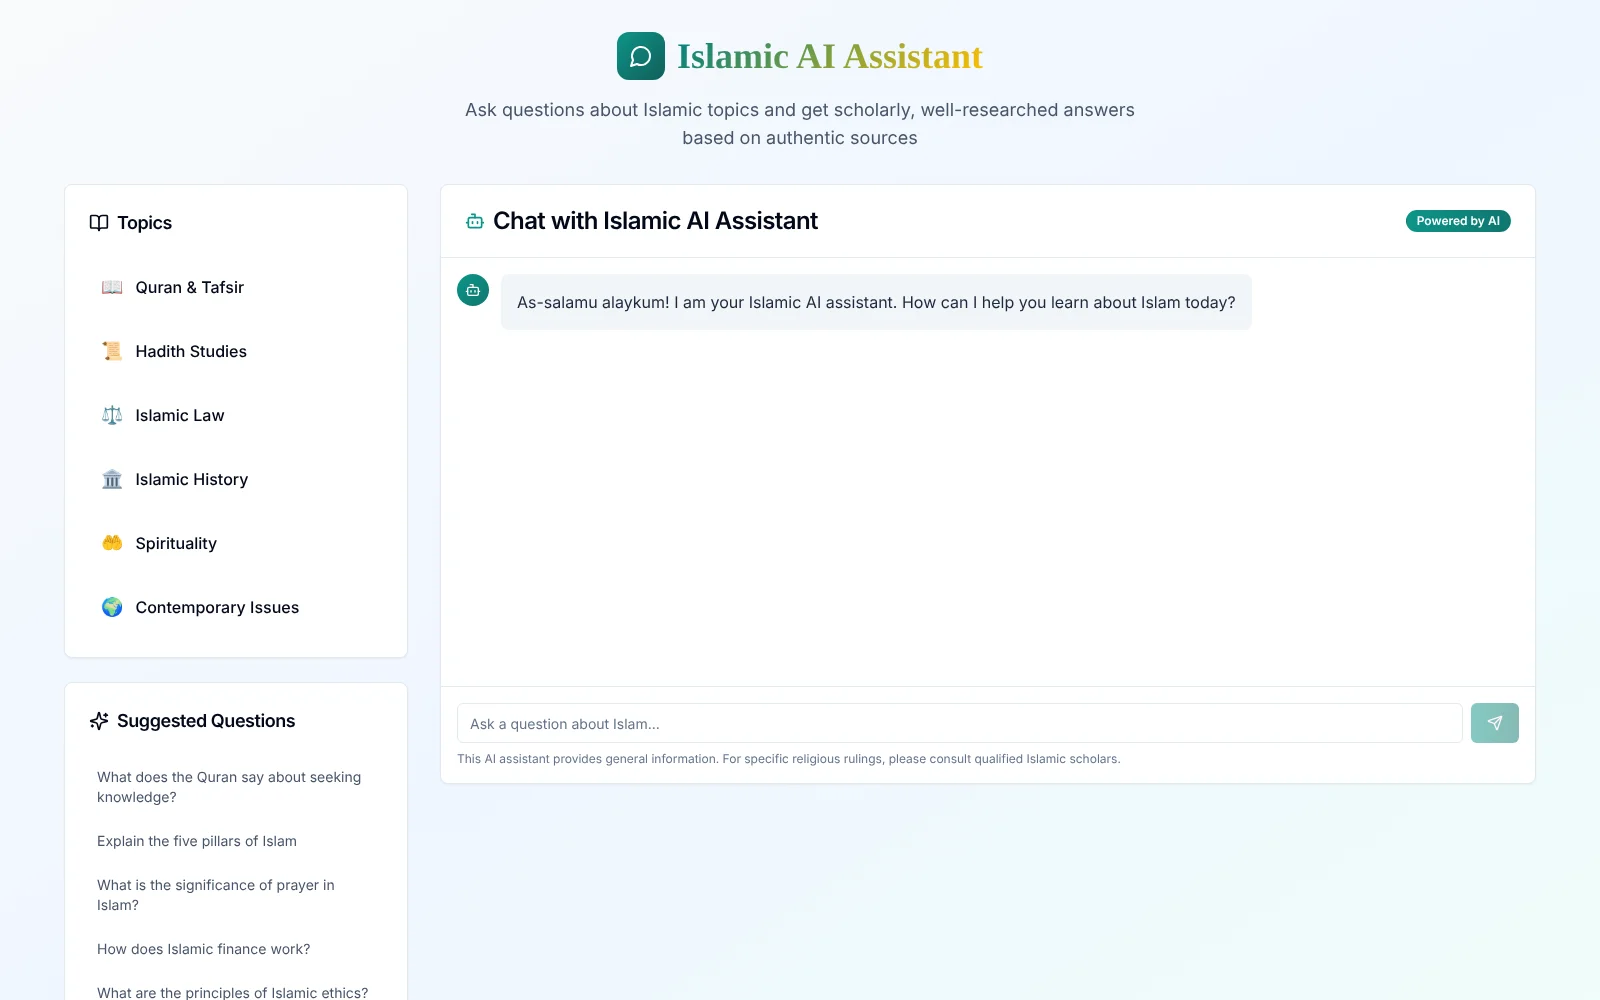 Islamic AI Assistant
Ask questions about Islamic topics and get scholarly, well-researched answers
based on authentic sources
Topics
Quran & Tafsir
Hadith Studies
Islamic Law
Islamic History
Spirituality
Contemporary Issues
Suggested Questions
What does the Quran say about seeking
knowledge?
Explain the five pillars of Islam
What is the significance of prayer in
Islam?
How does Islamic finance work?
What are the principles of Islamic ethics?
Chat with Islamic AI Assistant
Powered by AI
As-salamu alaykum! I am your Islamic AI assistant. How can I help you learn about Islam today?
Ask a question about Islam...
This AI assistant provides general information. For specific religious rulings, please consult qualified Islamic scholars.